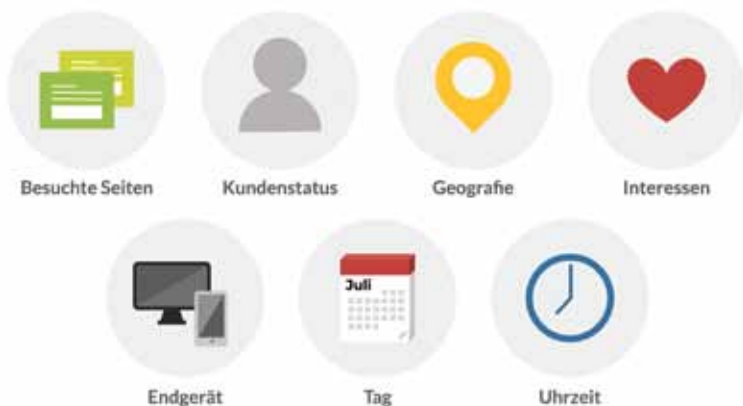 Besuchte Seiten
Kundenstatus
Geografie
Interessen
Juli
Endgerät
Tag
Uhrzeit